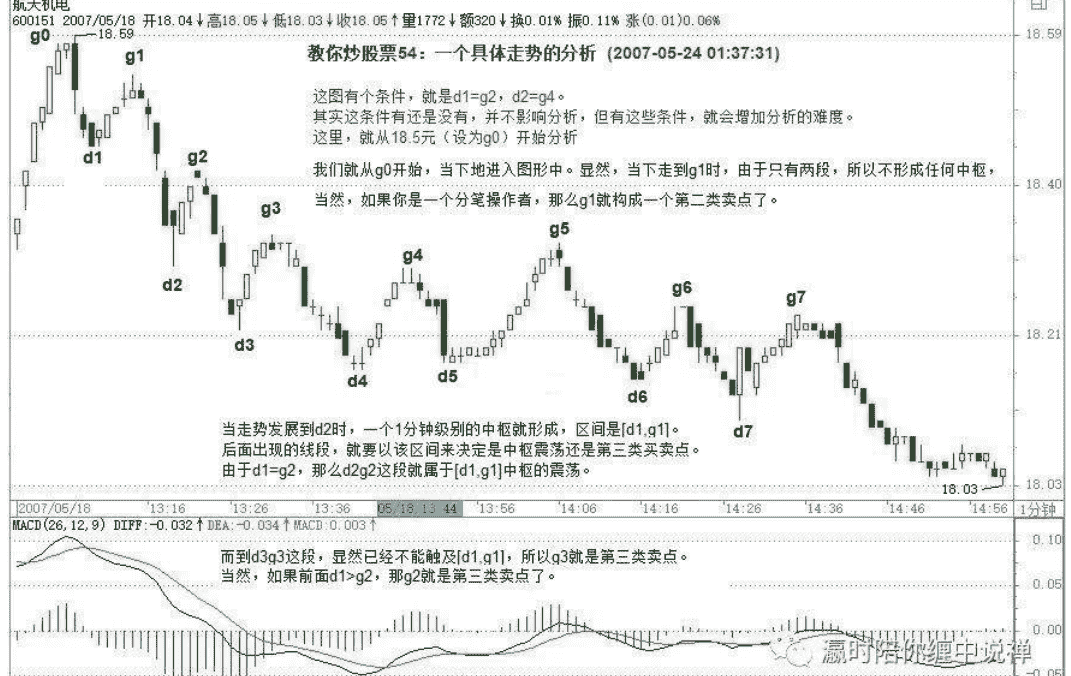 航天机电
600151 2007/05/18 开18.04↓高18.05↓低18.03↓收18.05↑量1772↓额320↓换0.01% 振0.11% 涨(0.01)0.06%
g0
18.59
18.59
g1
教你炒股票54：一个具体走势的分析 (2007-05-24 01:37:31)
这图有个条件，就是d1=g2，d2=g4。
其实这条件有还是没有，并不影响分析，但有这些条件，就会增加分析的难度。
这里，就从18.5元（设为g0）开始分析
d1
g2
我们就从g0开始，当下地进入图形中。显然，当下走到g1时，由于只有两段，所以不形成任何中枢，
18.40
当然，如果你是一个分笔操作者，那么g1就构成一个第二类卖点了。
g3
g5
g4
d2
g6
g7
d3
18.21
d4
d5
d6
d7
当走势发展到d2时，一个1分钟级别的中枢就形成，区间是[d1,g1]。
后面出现的线段，就要以该区间来决定是中枢震荡还是第三类买卖点。
由于d1=g2，那么d2g2这段就属于[d1,g1]中枢的震荡。
18.03
18.03
2007/05/18 13:16 13:26 13:36 05/18 13 44 13:56 14:06 14:16 14:26 14:36 14:46 14:56 1分钟
MACD(26,12,9) DIFF:-0.032↑DEA:-0.034↑MACD:0.003↑
0.10
而到d3g3这段，显然已经不能触及[d1,g1]，所以g3就是第三类卖点。
当然，如果前面d1>g2，那g2就是第三类卖点了。
0.05
0.00
瀛时陪你缠中说禅
-0.05